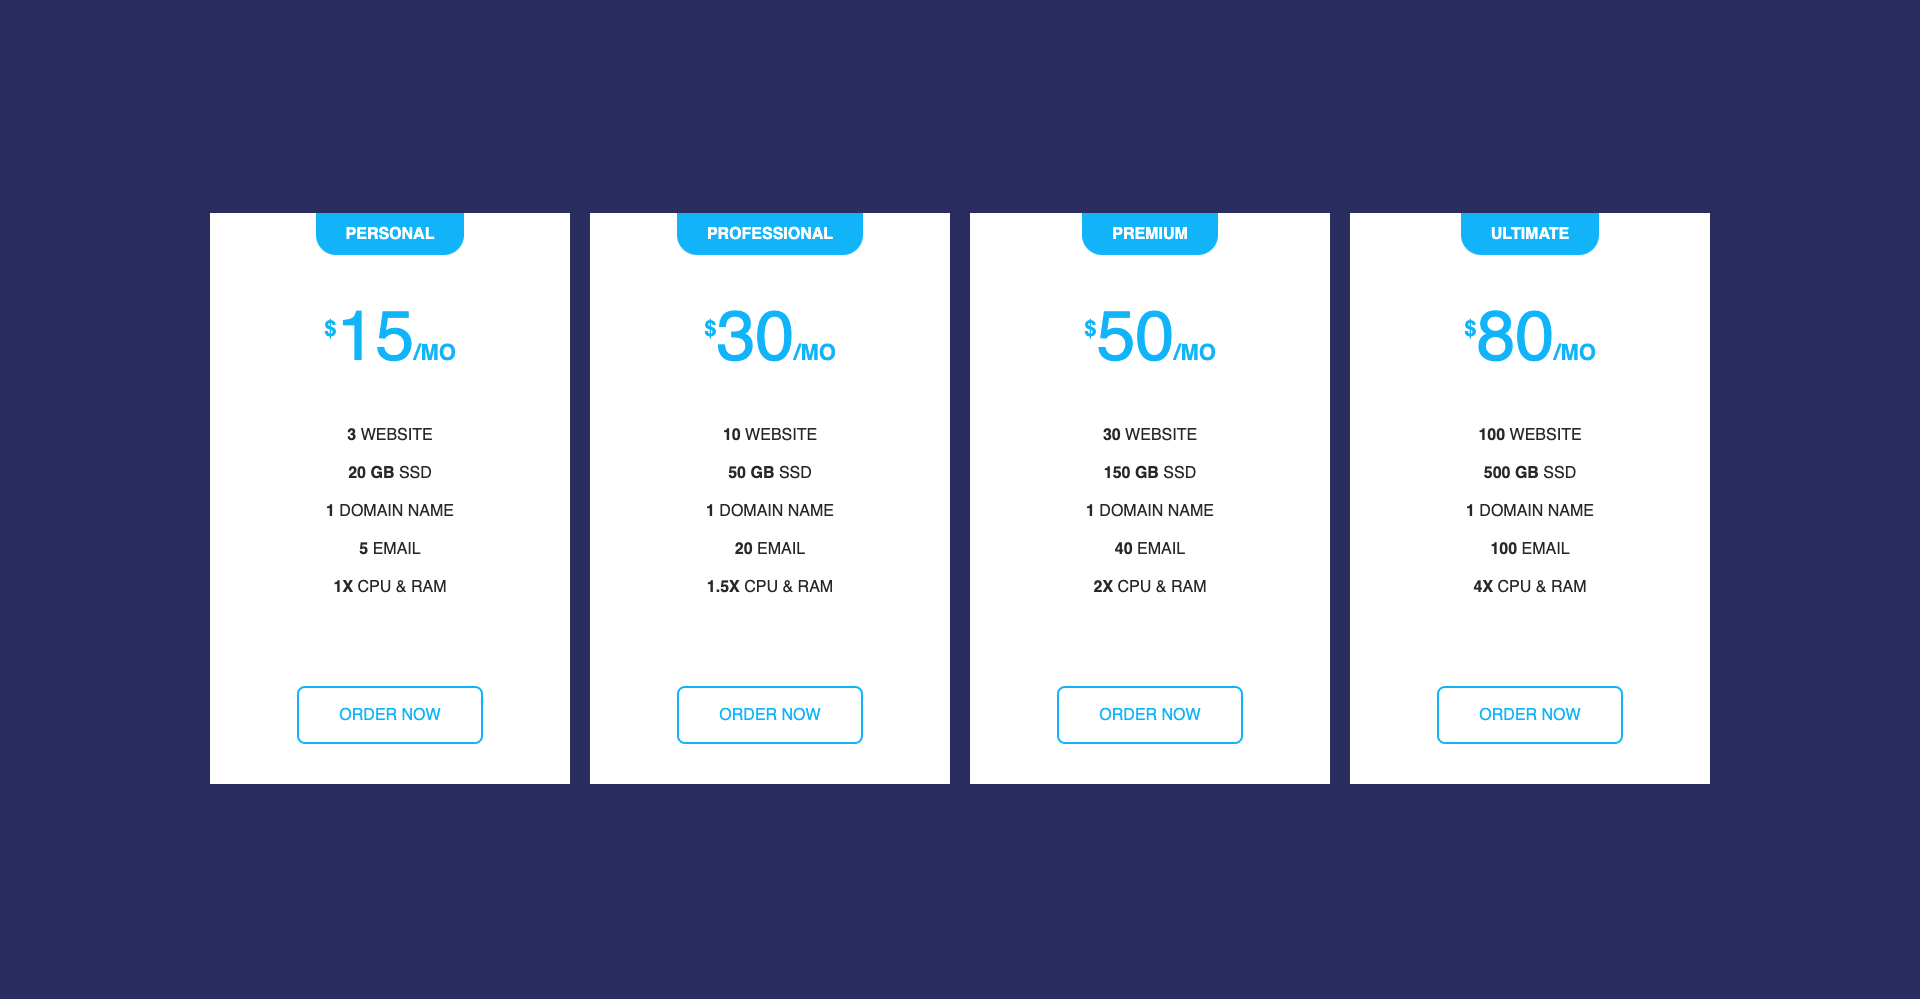 PERSONAL
$15/MO
3 WEBSITE
20 GB SSD
1 DOMAIN NAME
5 EMAIL
1X CPU & RAM
ORDER NOW
PROFESSIONAL
$30/MO
10 WEBSITE
50 GB SSD
1 DOMAIN NAME
20 EMAIL
1.5X CPU & RAM
ORDER NOW
PREMIUM
$50/MO
30 WEBSITE
150 GB SSD
1 DOMAIN NAME
40 EMAIL
2X CPU & RAM
ORDER NOW
ULTIMATE
$80/MO
100 WEBSITE
500 GB SSD
1 DOMAIN NAME
100 EMAIL
4X CPU & RAM
ORDER NOW